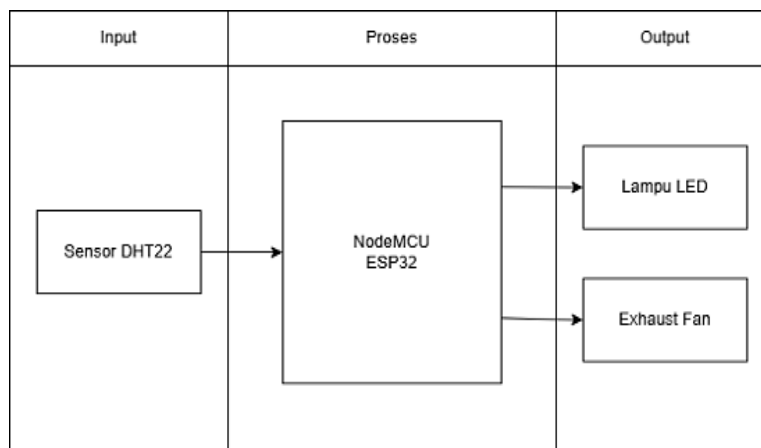 Input
Proses
Output
Sensor DHT22
NodeMCU
ESP32
Lampu LED
Exhaust Fan